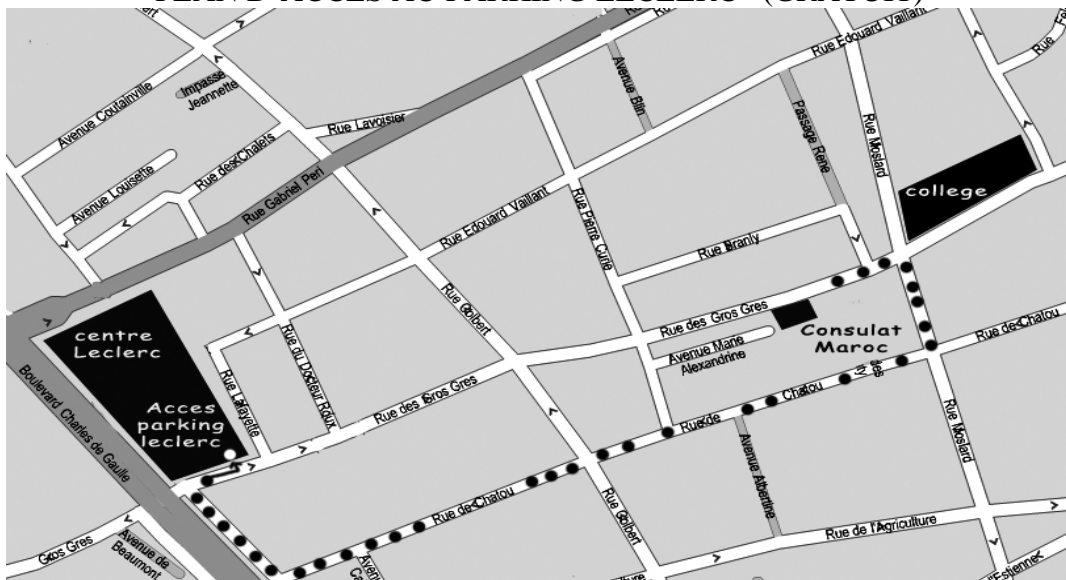 Rue Edouard Vaillant
Impasse
Jeannette
Avenue Coutainville
Avenue Blin
Passage Rene
Rue Lavoisier
Rue Moslard
Rue des Chalets
Avenue Louisette
college
Rue Gabriel Peri
Rue Edouard Vaillant
Rue Pierre Curie
Rue Branly
Rue Golbert
Rue des Gros Gres
Consulat
Maroc
Rue de Chatou
centre
Leclerc
Avenue Marie
Alexandrine
Rue du Docteur Roux
Rue Lafayette
Rue des Gros Gres
Boulevard Charles de Gaulle
Acces
parking
leclerc
Rue de Chatou
Rue Moslard
Avenue Albertine
Rue de Chatou
Rue Golbert
Rue de l'Agriculture
Gros Gres
Avenue de
Beaumont